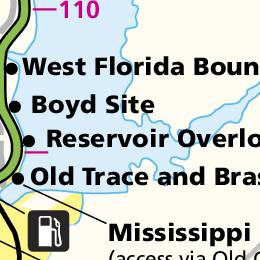 110
West Florida Boun
Boyd Site
Reservoir Overlo
Old Trace and Bras
Mississippi
(access via Old C